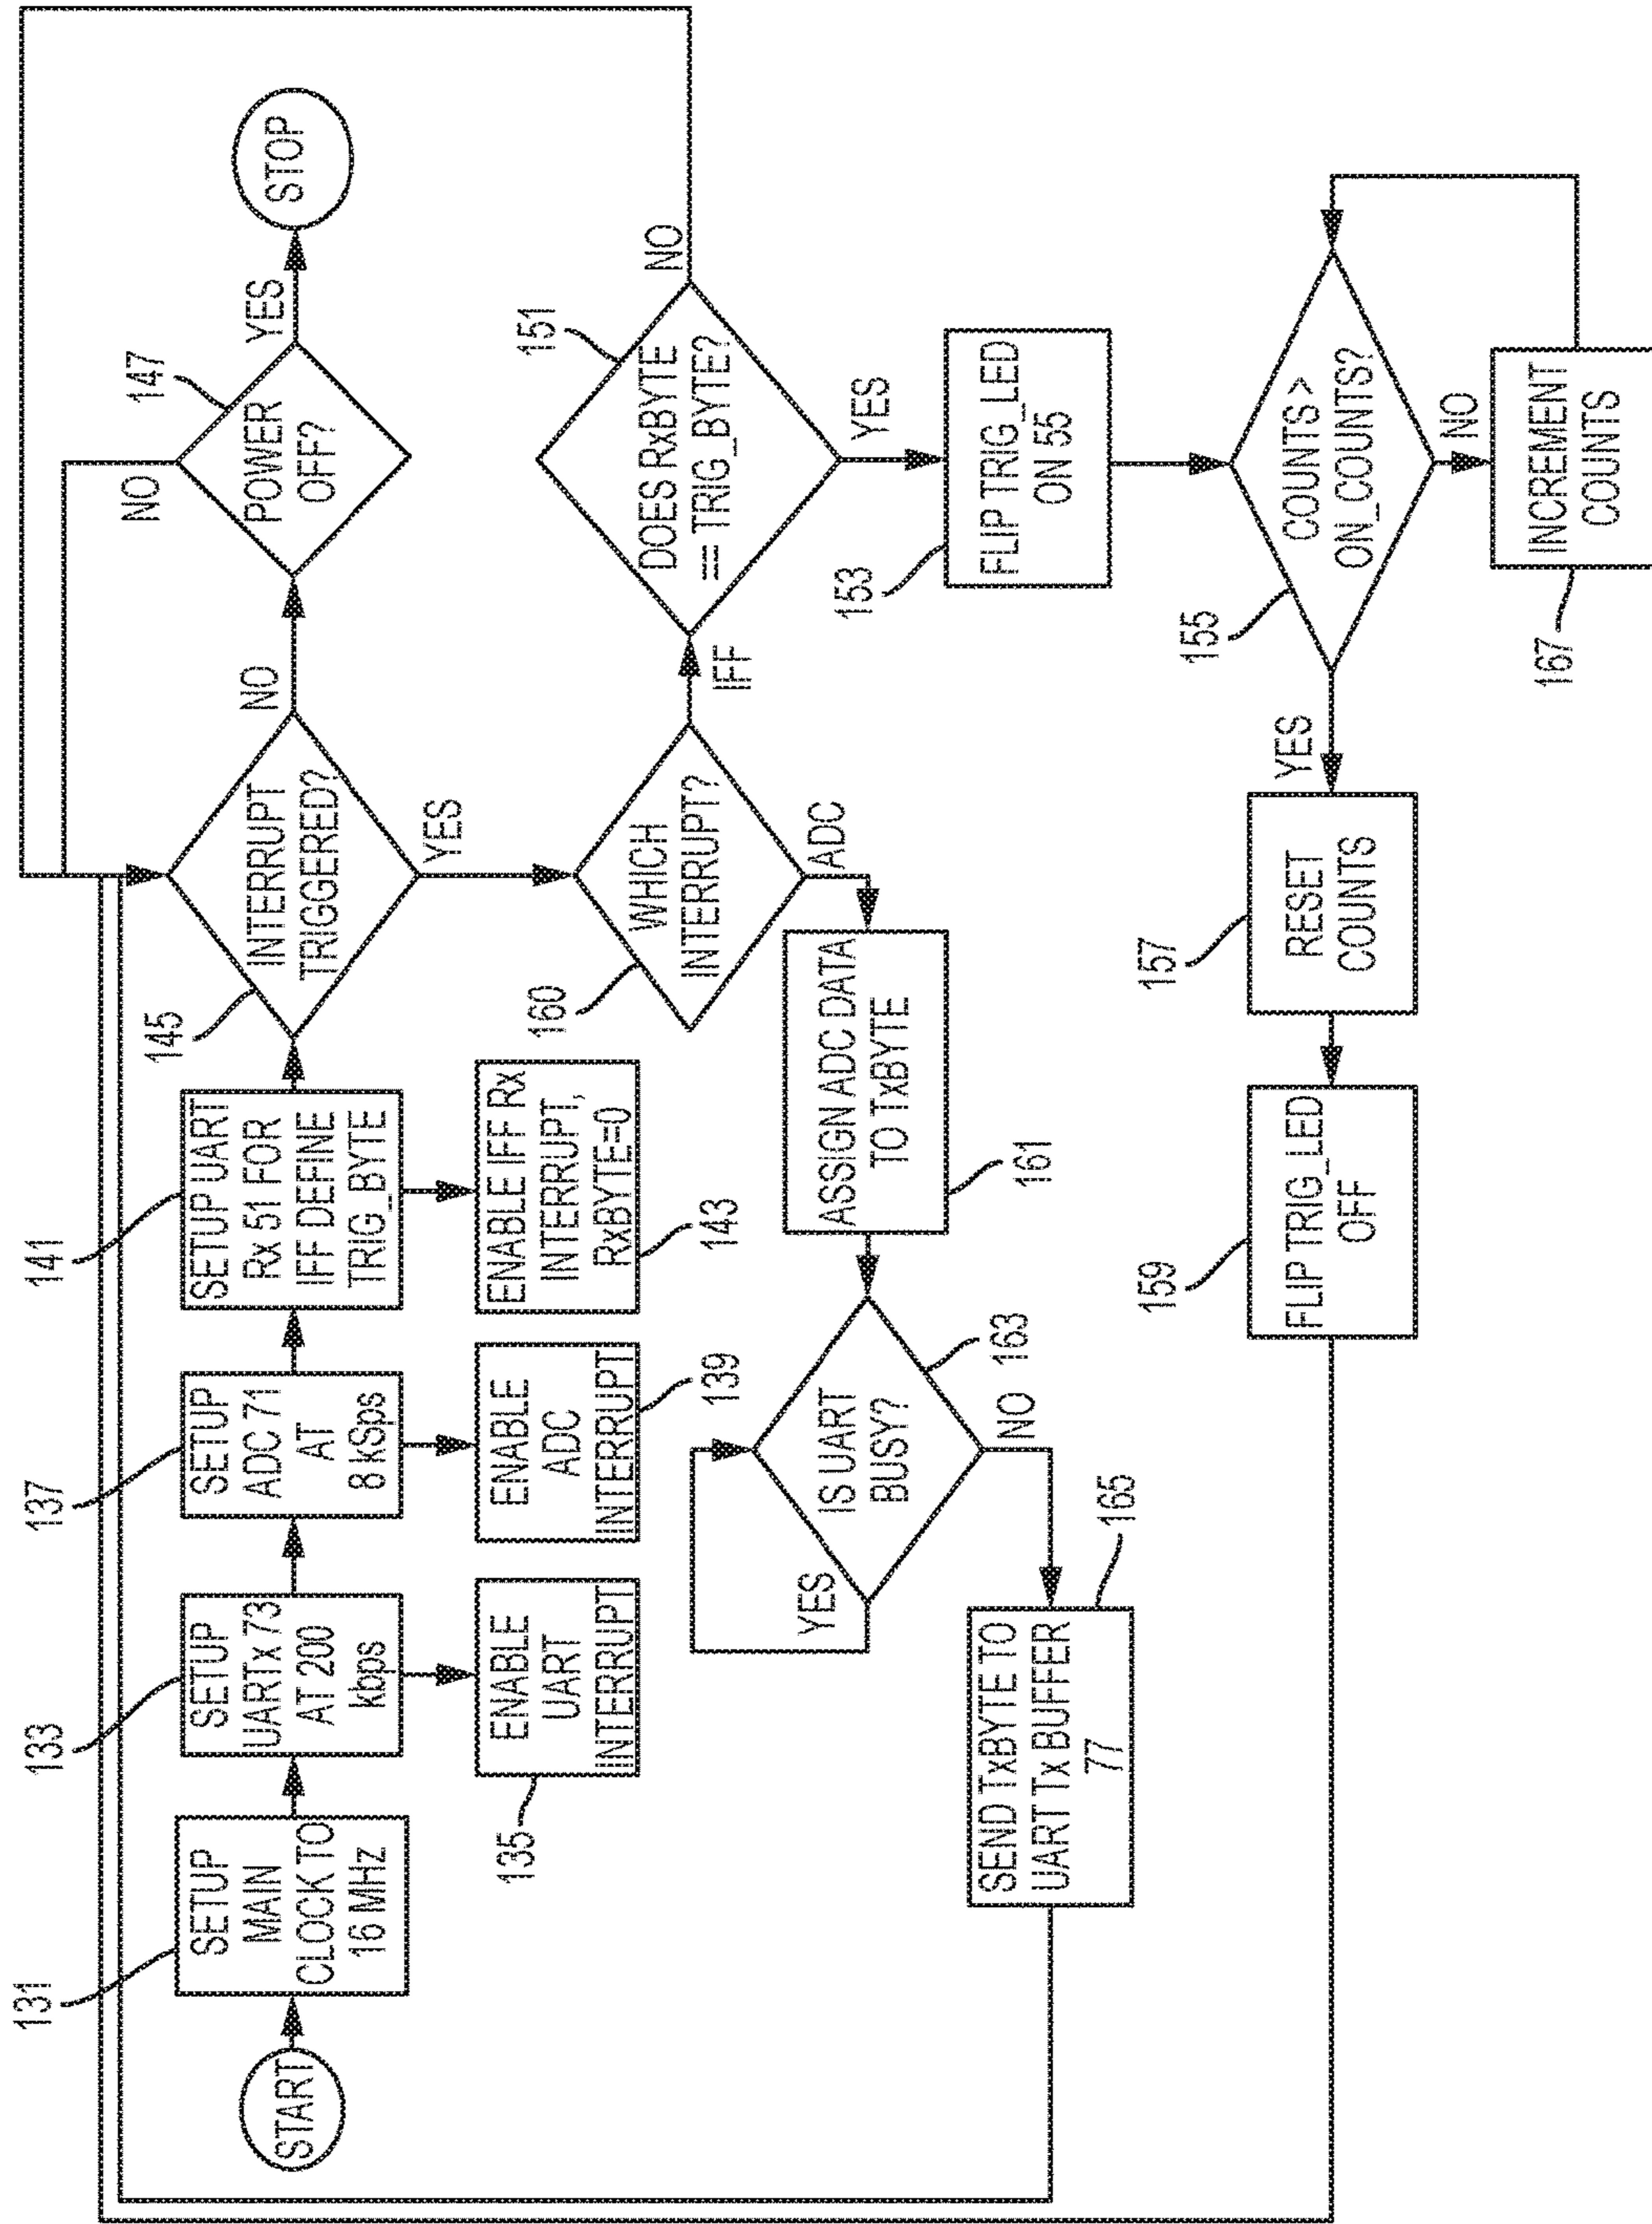 START
131
SETUP
MAIN
CLOCK TO
16 MHz
133
SETUP
UARTx 73
AT 200
kbps
135
ENABLE
UART
INTERRUPT
137
SETUP
ADC 71
AT
8 kSps
139
ENABLE
ADC
INTERRUPT
141
SETUP UART
Rx 51 FOR
IFF DEFINE
TRIG_BYTE
143
ENABLE IFF Rx
INTERRUPT,
RxBYTE=0
145
INTERRUPT
TRIGGERED?
NO
YES
147
POWER
OFF?
NO
YES
STOP
160
WHICH
INTERRUPT?
IFF
ADC
151
DOES RxBYTE
== TRIG_BYTE?
NO
YES
161
ASSIGN ADC DATA
TO TxBYTE
163
IS UART
BUSY?
YES
NO
165
SEND TxBYTE TO
UART Tx BUFFER
77
153
FLIP TRIG_LED
ON 55
155
COUNTS >
ON_COUNTS?
YES
NO
167
INCREMENT
COUNTS
157
RESET
COUNTS
159
FLIP TRIG_LED
OFF